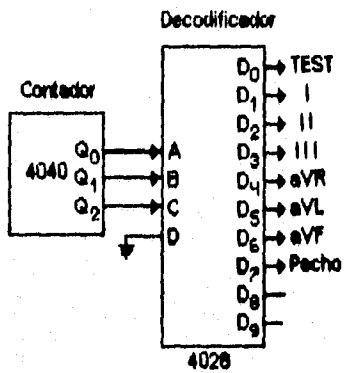 Decodificador
Contador
4040
Q0
Q1
Q2
A
B
C
D
D0 TEST
D1 I
D2 II
D3 III
D4 aVR
D5 aVL
D6 aVF
D7 Pecho
D8
D9
4028